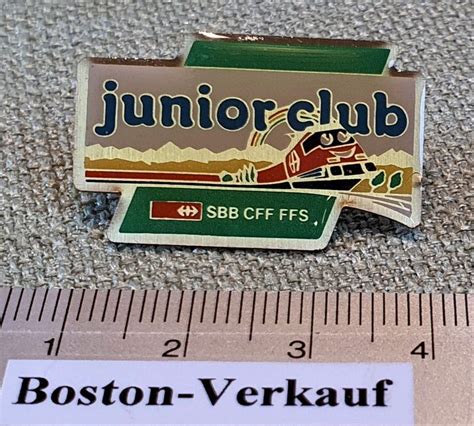 junior club
SBB CFF FFS
1 2 3 4
Boston-Verkauf